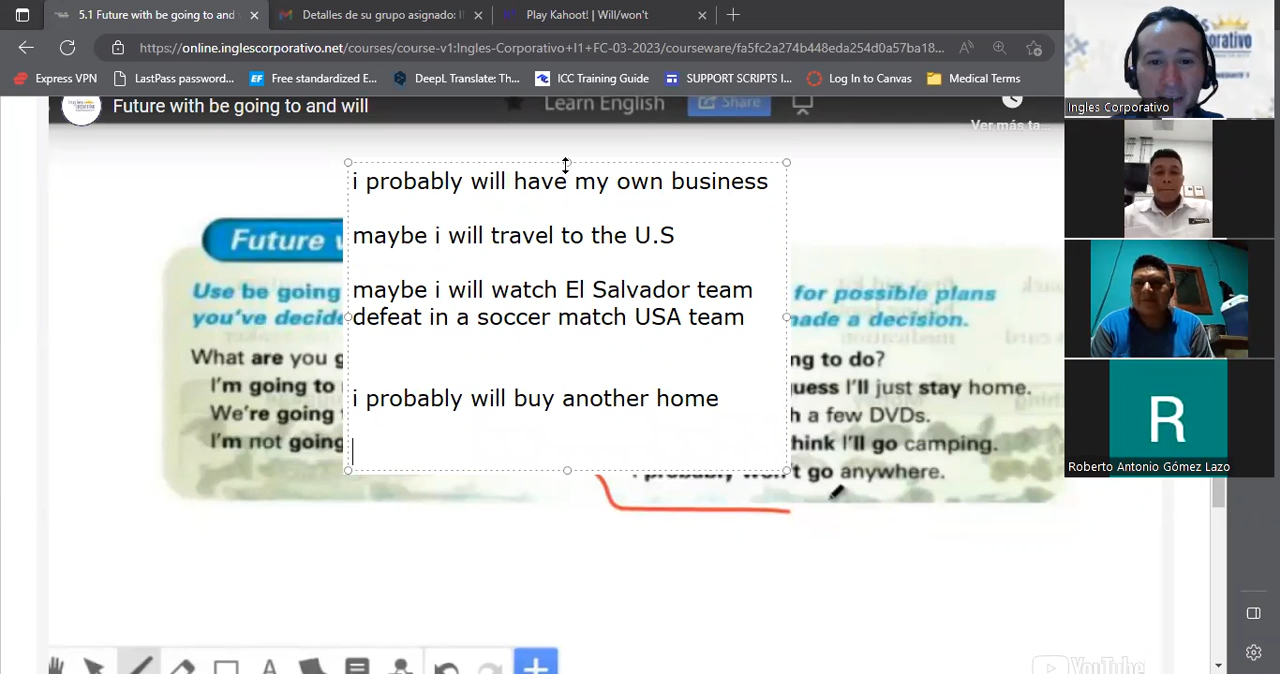 5.1 Future with be going to and
Detalles de su grupo asignado: II
Play Kahoot! | Will/won't
https://online.inglescorporativo.net/courses/course-v1:Ingles-Corporativo+I1+FC-03-2023/courseware/fa5fc2a274b448eda254d0a57ba18...
Express VPN
LastPass password...
EF Free standardized E...
DeepL Translate: Th...
ICC Training Guide
SUPPORT SCRIPTS I...
Log In to Canvas
Medical Terms
Future with be going to and will
Learn English
Share
Ver más ta...
i probably will have my own business
maybe i will travel to the U.S
maybe i will watch El Salvador team
defeat in a soccer match USA team
i probably will buy another home
Future
Use be going
for possible plans
you've decide
made a decision.
What are you g
ng to do?
I'm going to
uess I'll just stay home.
We're going
h a few DVDs.
I'm not going
hink I'll go camping.
I probably won't go anywhere.
A
YouTube
Ingles Corporativo
R
Roberto Antonio Gómez Lazo